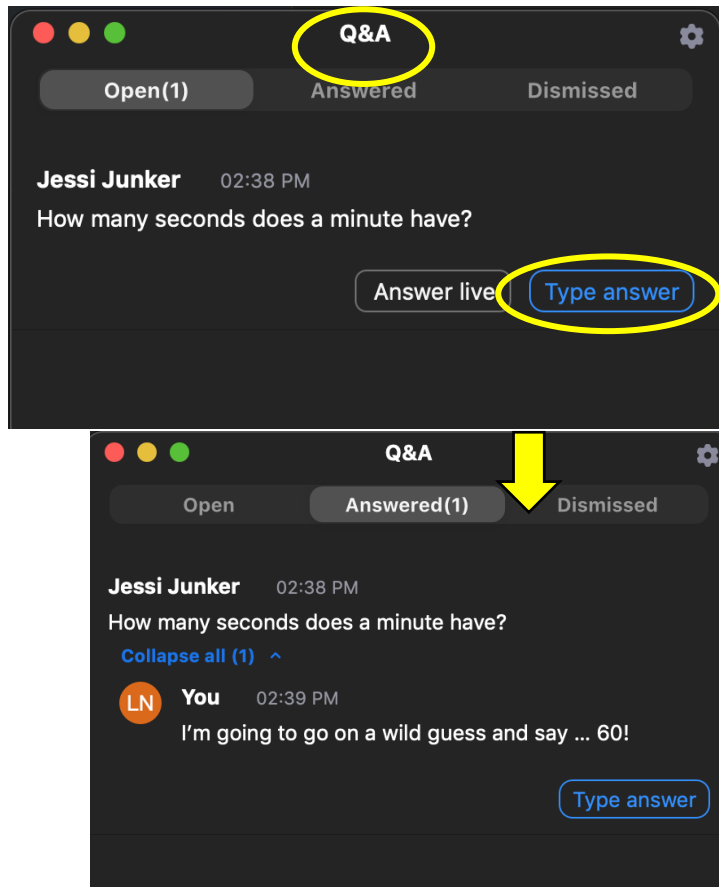 Q&A
Open(1) Answered Dismissed
Jessi Junker 02:38 PM
How many seconds does a minute have?
Answer live Type answer
Q&A
Open Answered(1) Dismissed
Jessi Junker 02:38 PM
How many seconds does a minute have?
Collapse all (1)
LN You 02:39 PM
I'm going to go on a wild guess and say ... 60!
Type answer